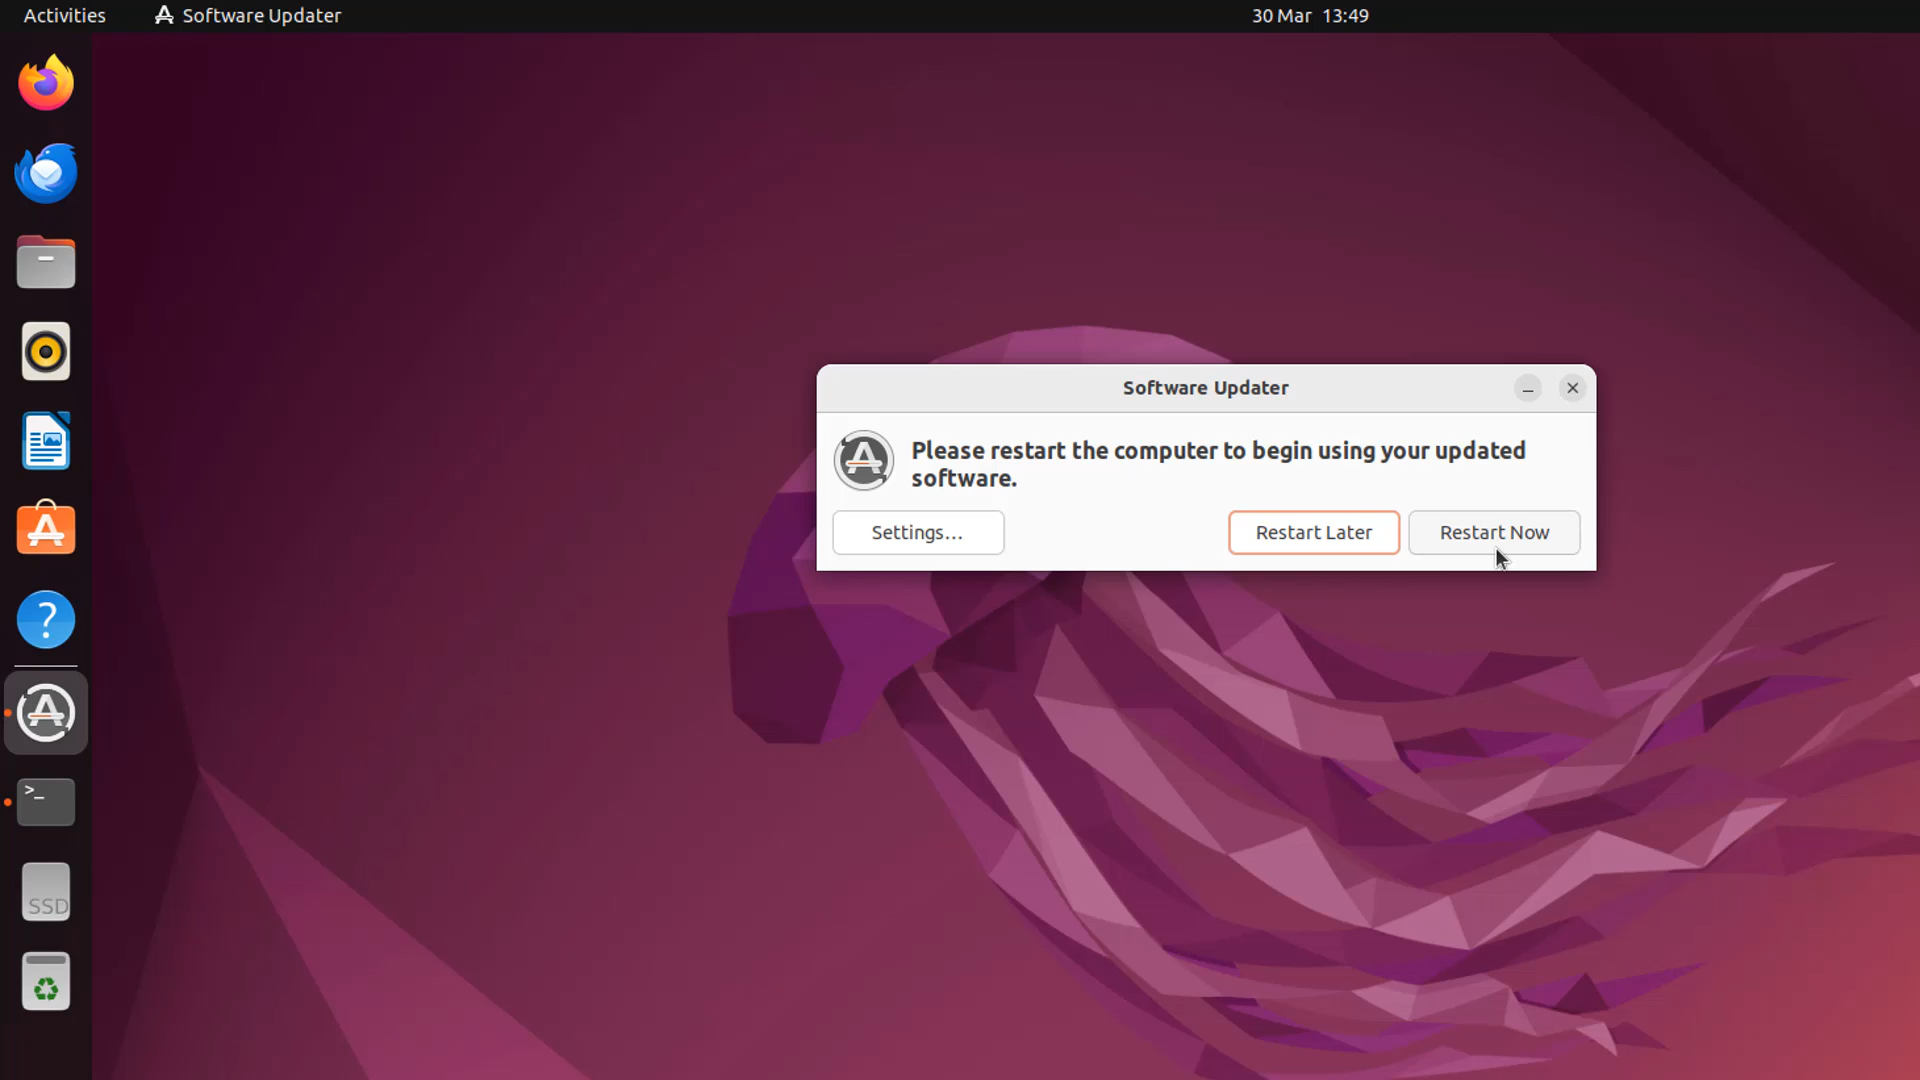 Activities
Software Updater
30 Mar 13:49
Software Updater
Please restart the computer to begin using your updated
software.
Settings...
Restart Later
Restart Now
?
>_
SSD